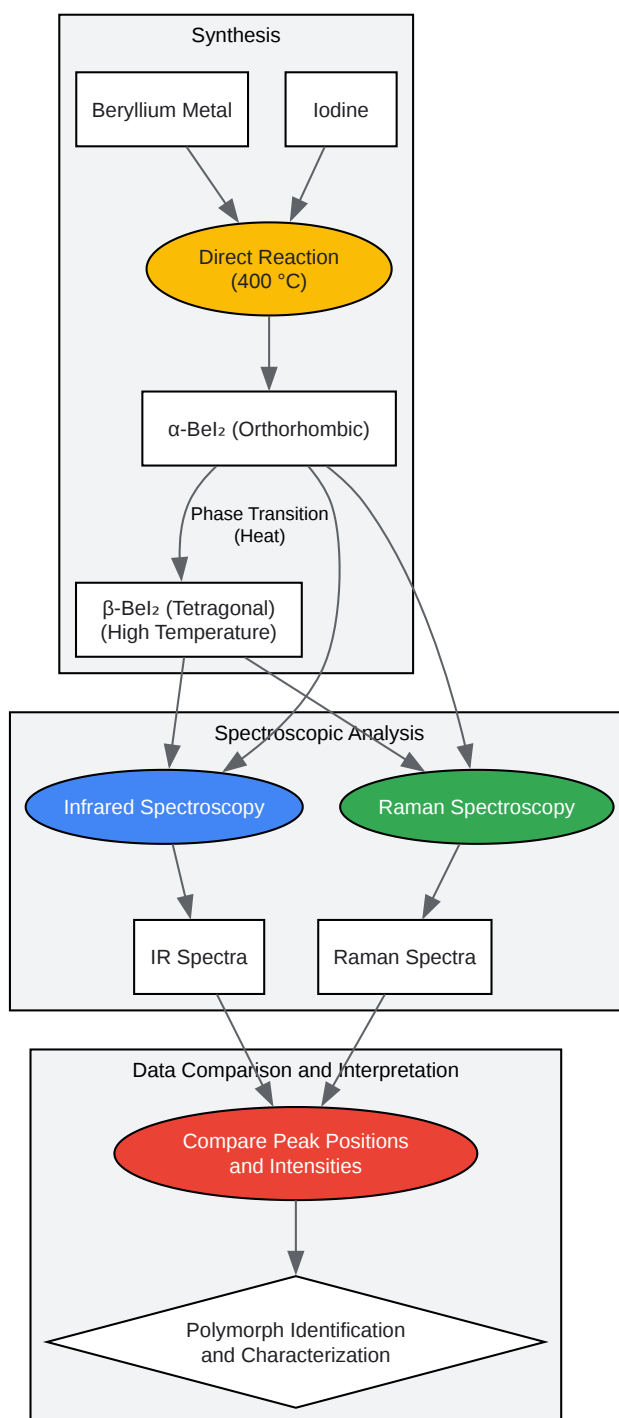 Synthesis
Beryllium Metal
Iodine
Direct Reaction
(400 °C)
α-BeI₂ (Orthorhombic)
Phase Transition
(Heat)
β-BeI₂ (Tetragonal)
(High Temperature)
Spectroscopic Analysis
Infrared Spectroscopy
Raman Spectroscopy
IR Spectra
Raman Spectra
Data Comparison and Interpretation
Compare Peak Positions
and Intensities
Polymorph Identification
and Characterization